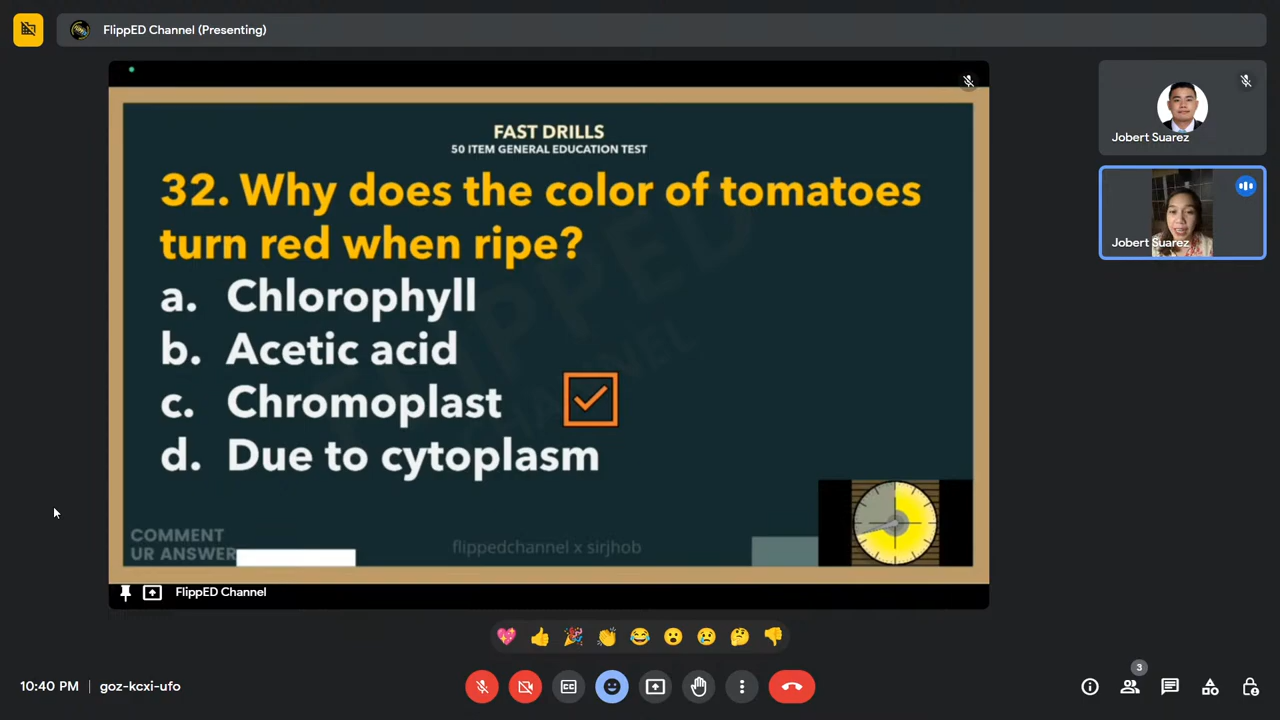 FlippED Channel (Presenting)
FAST DRILLS
50 ITEM GENERAL EDUCATION TEST
32. Why does the color of tomatoes
turn red when ripe?
a. Chlorophyll
b. Acetic acid
c. Chromoplast
d. Due to cytoplasm
FLIPPED
CHANNEL
COMMENT
UR ANSWER
flippedchannel x sirjhob
FlippED Channel
Jobert Suarez
Jobert Suarez
10:40 PM | goz-kcxi-ufo
3